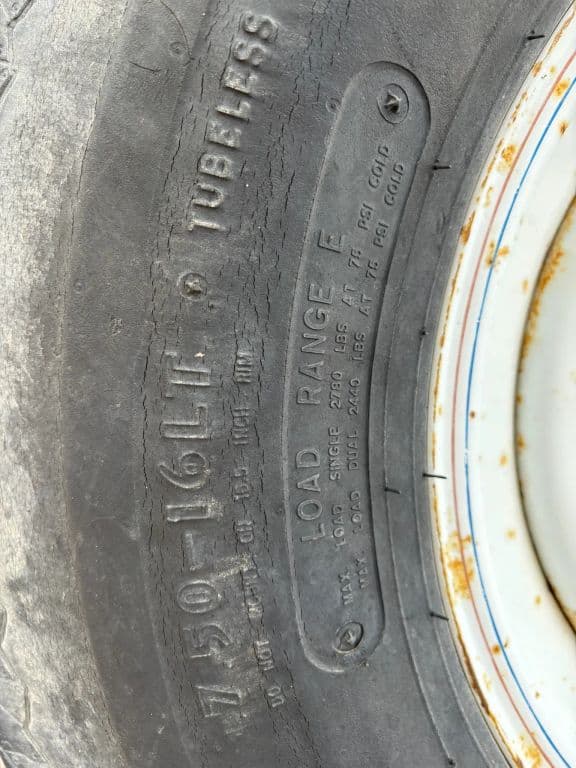 7.50-16LT TUBELESS
DO NOT MOUNT ON 16.5 INCH RIM
LOAD RANGE E
MAX. LOAD SINGLE 2780 LBS AT 75 PSI COLD
MAX. LOAD DUAL 2440 LBS AT 75 PSI COLD